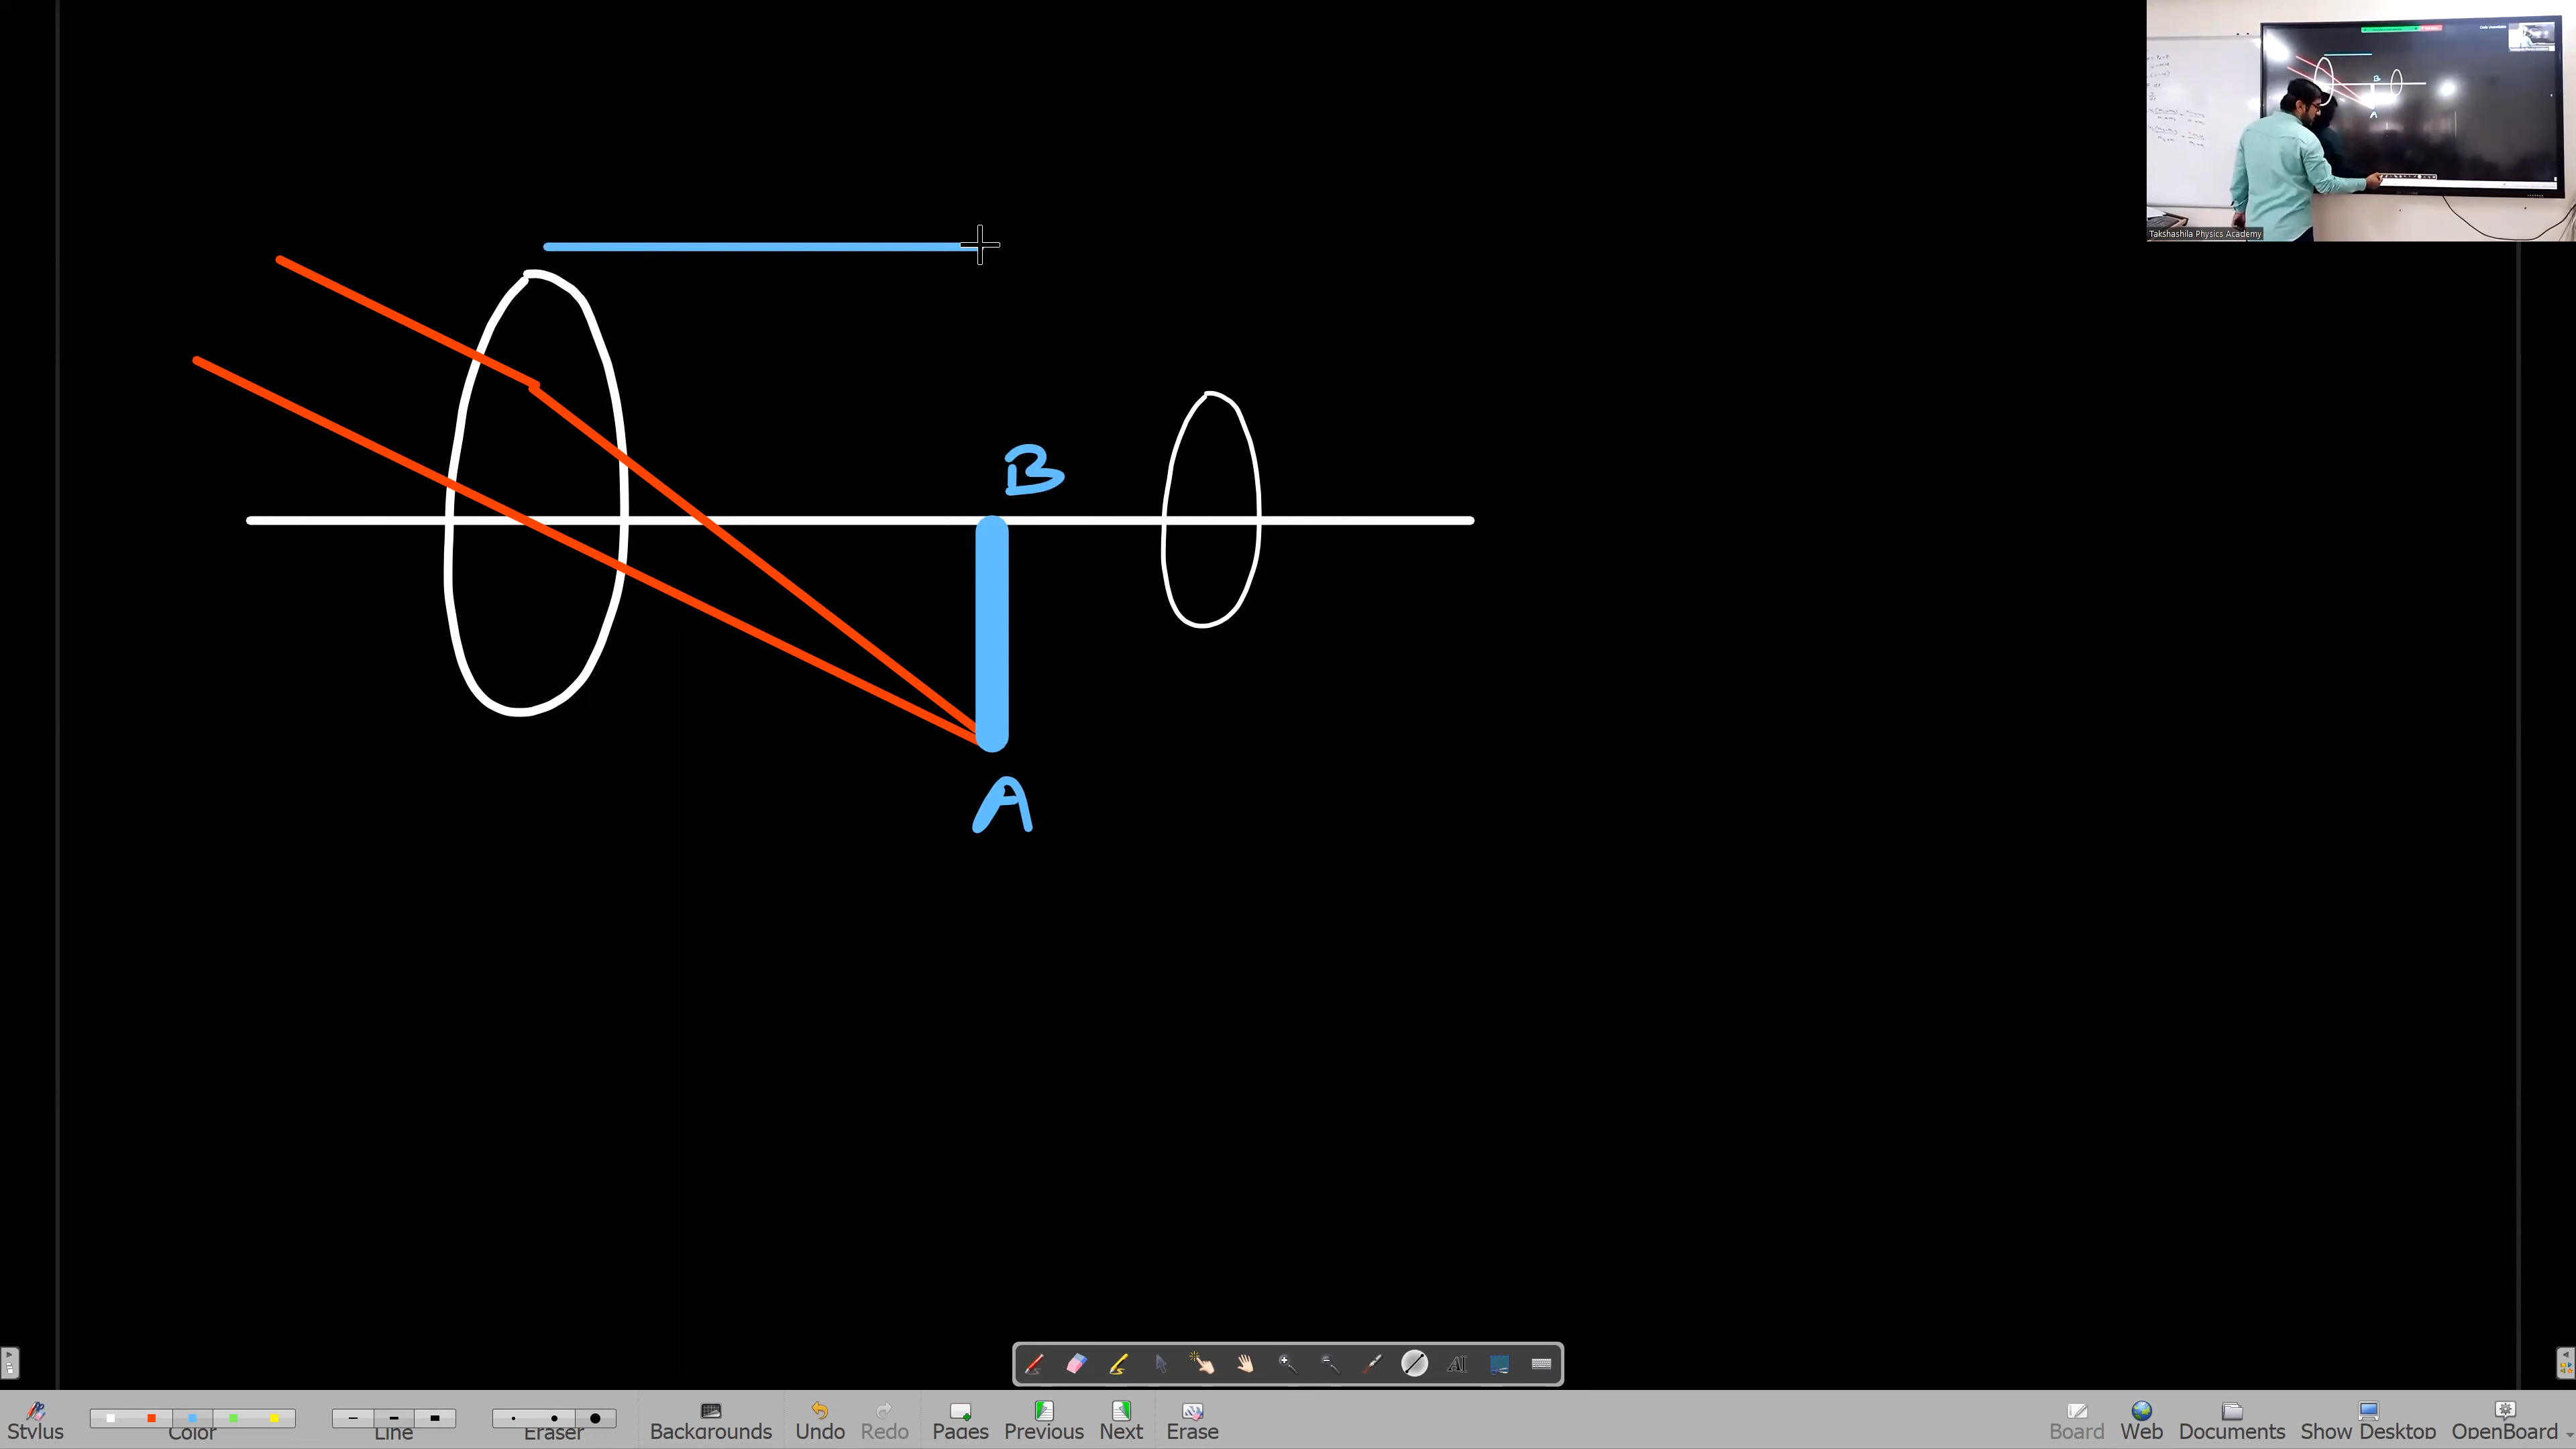 Takshashila Physics Academy
B
A
Stylus
Color
Line
Eraser
Backgrounds
Undo
Redo
Pages
Previous
Next
Erase
Board
Web
Documents
Show Desktop
OpenBoard